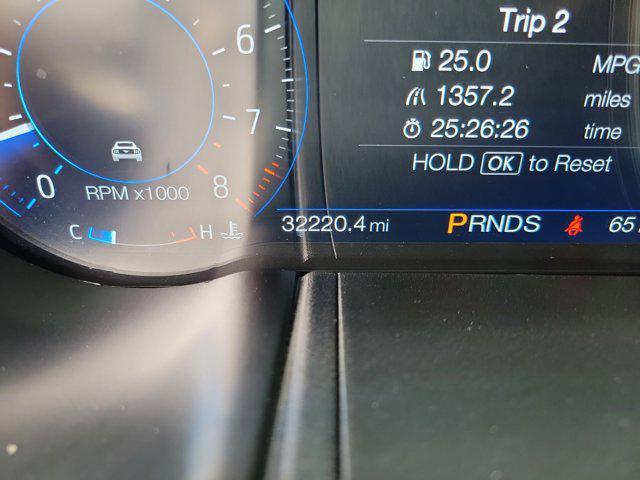 6
7
8
0
RPM x1000
C H
Trip 2
25.0 MPG
1357.2 miles
25:26:26 time
HOLD OK to Reset
32220.4 mi PRNDS